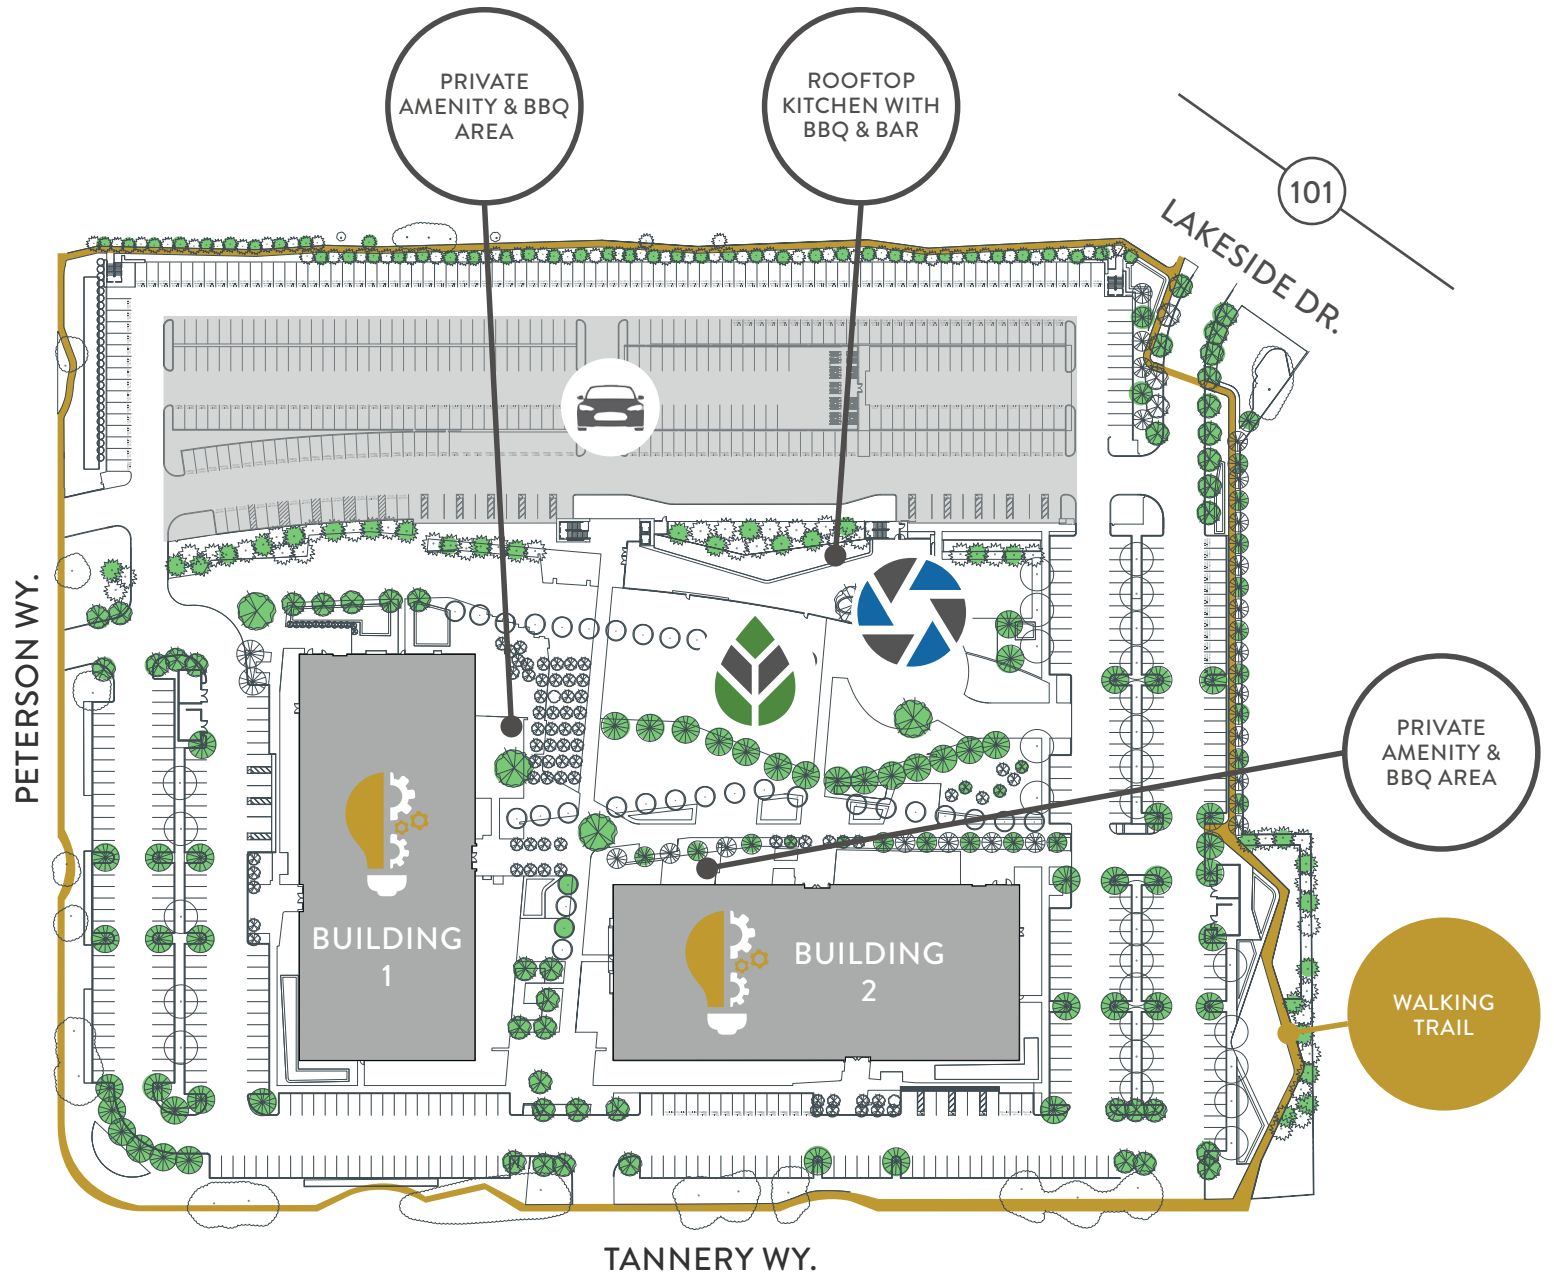 PRIVATE
AMENITY & BBQ
AREA
ROOFTOP
KITCHEN WITH
BBQ & BAR
101
LAKESIDE DR.
PETERSON WY.
PRIVATE
AMENITY &
BBQ AREA
BUILDING
1
BUILDING
2
WALKING
TRAIL
TANNERY WY.